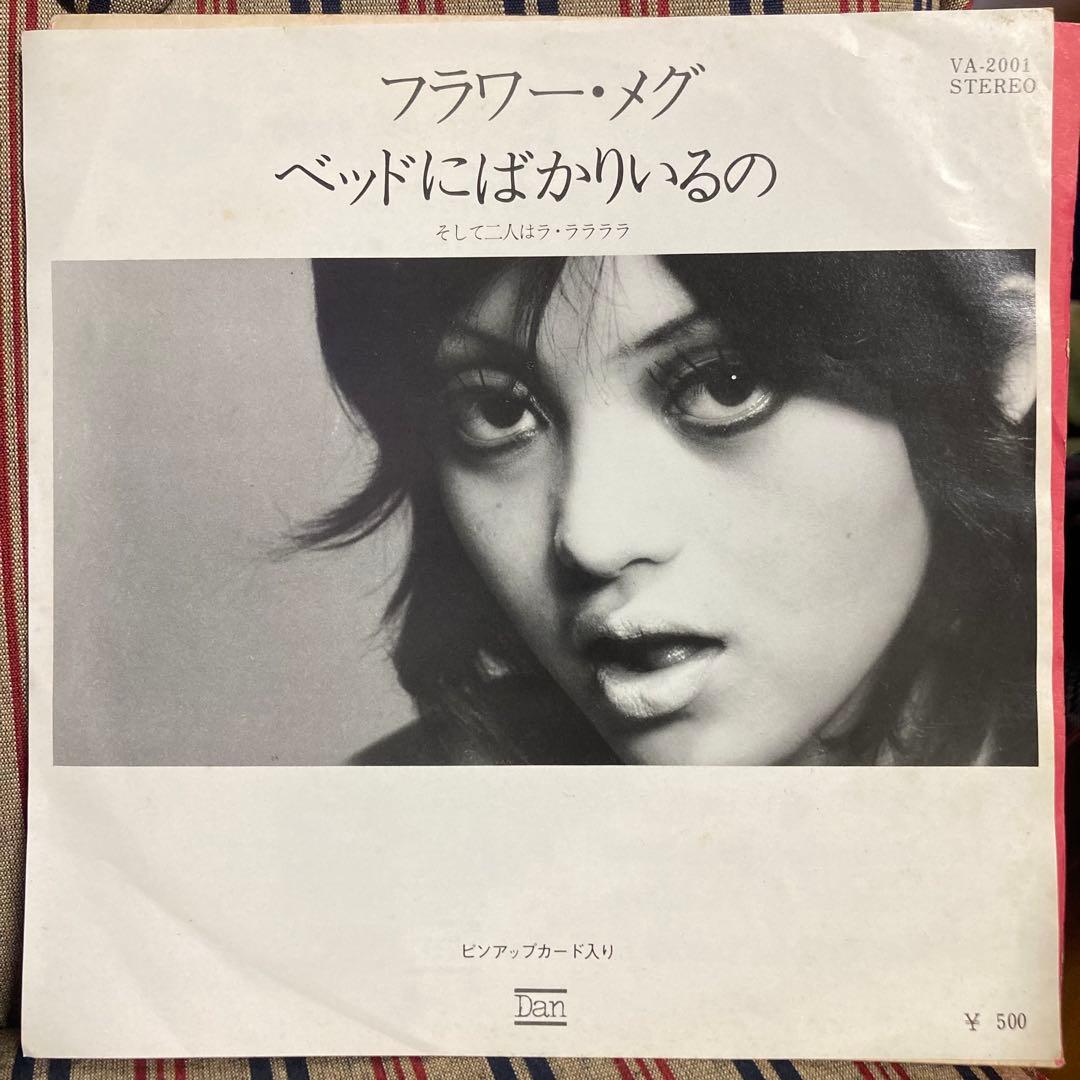 フラワー・メグ
VA-2001
STEREO
ベッドにばかりいるの
そして二人はラ・ララララ
ピンアップカード入り
Dan
¥ 500